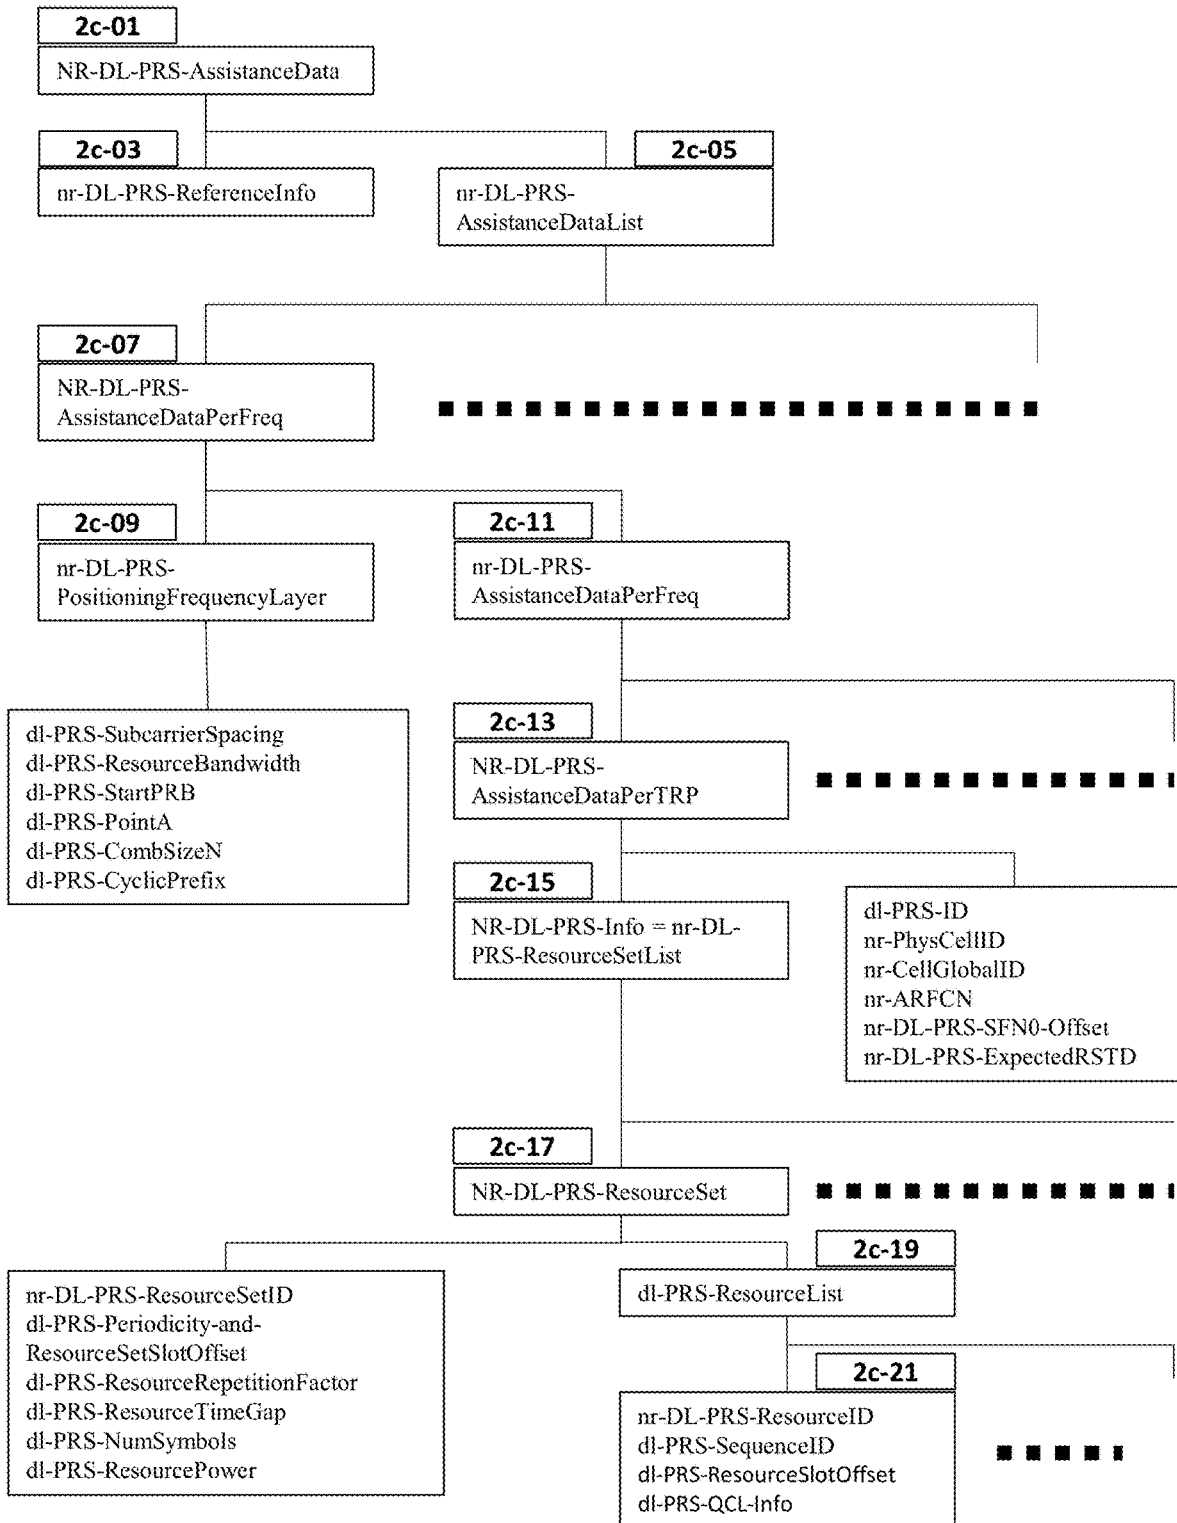 2c-01
NR-DL-PRS-AssistanceData
2c-03
nr-DL-PRS-ReferenceInfo
2c-05
nr-DL-PRS-
AssistanceDataList
2c-07
NR-DL-PRS-
AssistanceDataPerFreq
2c-09
nr-DL-PRS-
PositioningFrequencyLayer
2c-11
nr-DL-PRS-
AssistanceDataPerFreq
dl-PRS-SubcarrierSpacing
dl-PRS-ResourceBandwidth
dl-PRS-StartPRB
dl-PRS-PointA
dl-PRS-CombSizeN
dl-PRS-CyclicPrefix
2c-13
NR-DL-PRS-
AssistanceDataPerTRP
2c-15
NR-DL-PRS-Info = nr-DL-
PRS-ResourceSetList
dl-PRS-ID
nr-PhysCellID
nr-CellGlobalID
nr-ARFCN
nr-DL-PRS-SFN0-Offset
nr-DL-PRS-ExpectedRSTD
2c-17
NR-DL-PRS-ResourceSet
nr-DL-PRS-ResourceSetID
dl-PRS-Periodicity-and-
ResourceSetSlotOffset
dl-PRS-ResourceRepetitionFactor
dl-PRS-ResourceTimeGap
dl-PRS-NumSymbols
dl-PRS-ResourcePower
2c-19
dl-PRS-ResourceList
2c-21
nr-DL-PRS-ResourceID
dl-PRS-SequenceID
dl-PRS-ResourceSlotOffset
dl-PRS-QCL-Info